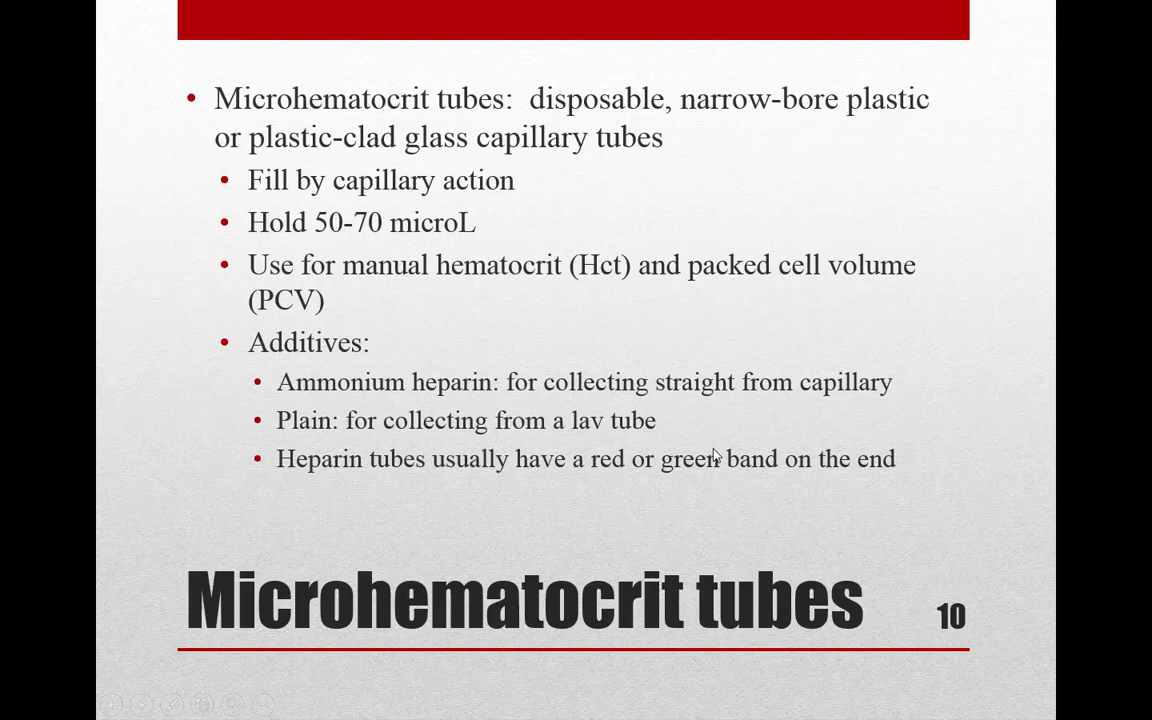 Microhematocrit tubes: disposable, narrow-bore plastic
or plastic-clad glass capillary tubes
Fill by capillary action
Hold 50-70 microL
Use for manual hematocrit (Hct) and packed cell volume
(PCV)
Additives:
Ammonium heparin: for collecting straight from capillary
Plain: for collecting from a lav tube
Heparin tubes usually have a red or green band on the end
Microhematocrit tubes
10